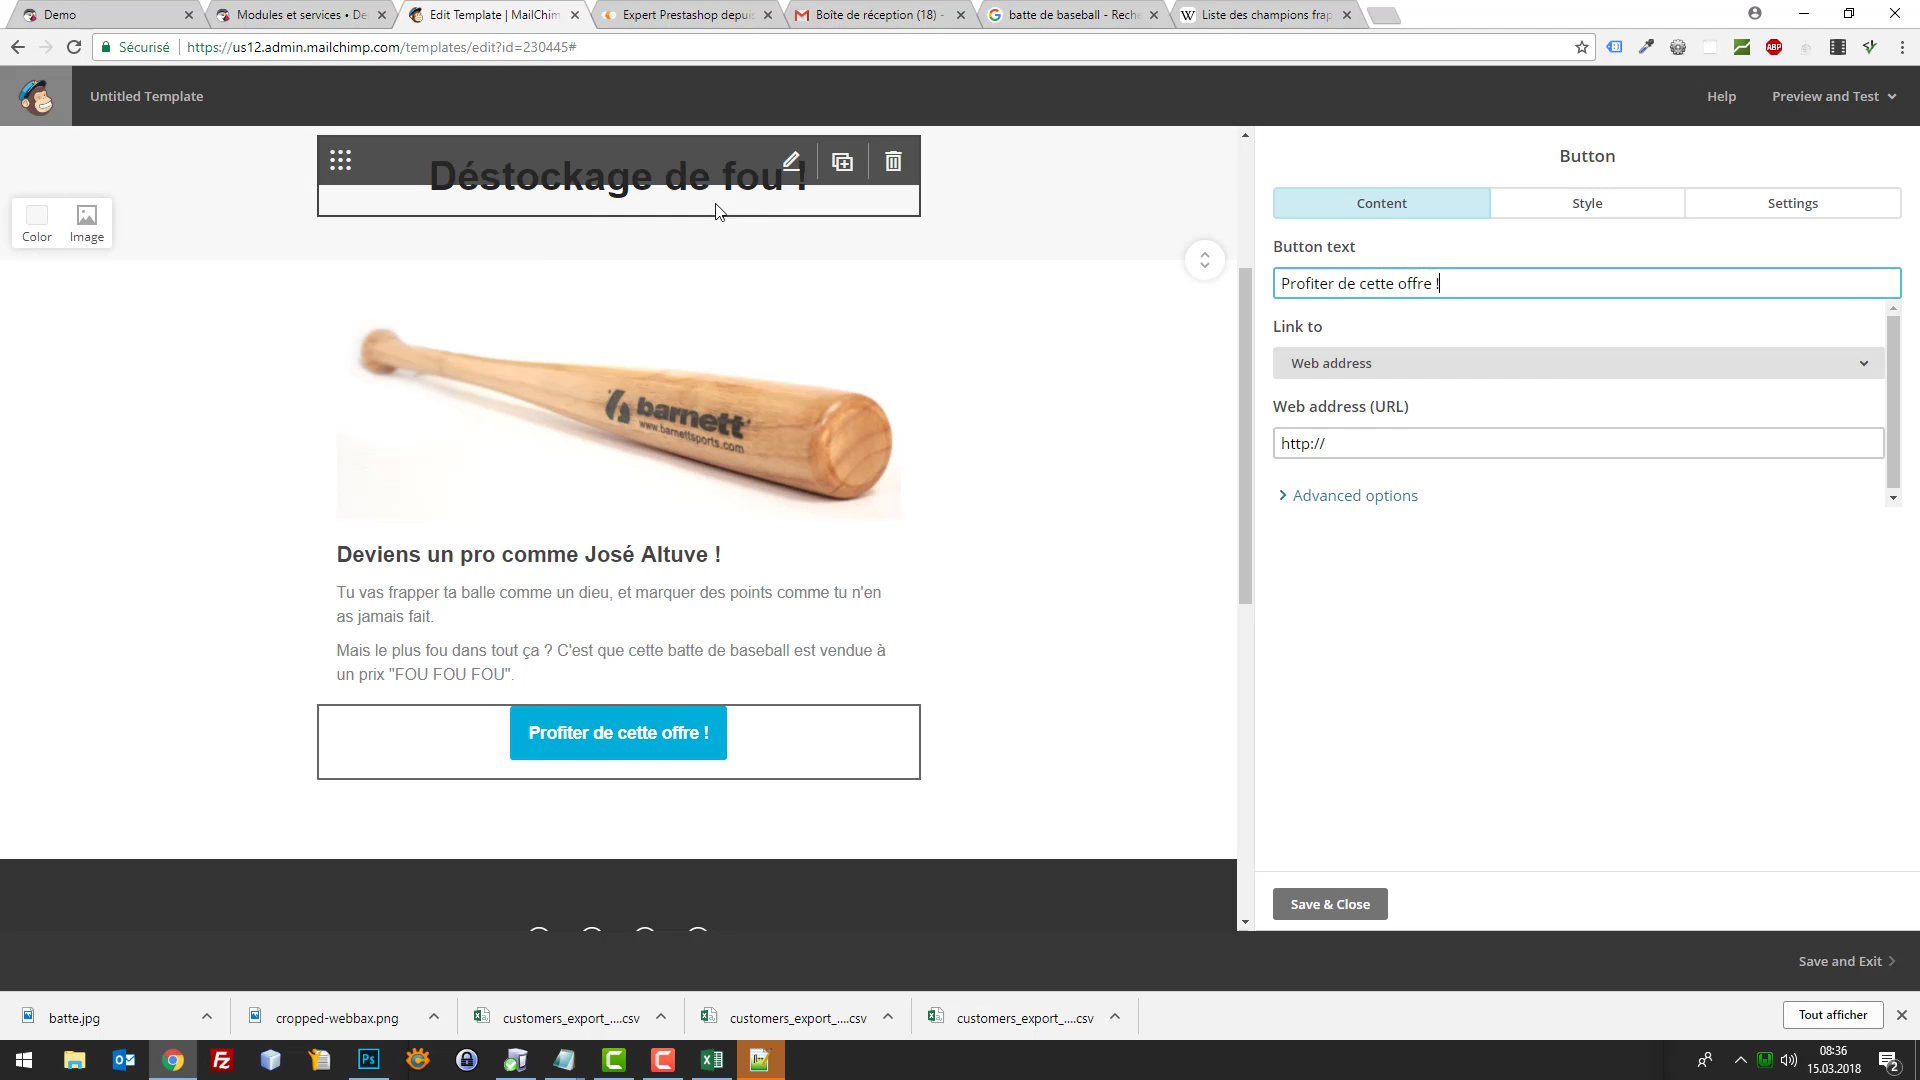 Demo
Modules et services • De
Edit Template | MailChim
Expert Prestashop depui
Boîte de réception (18) -
batte de baseball - Rech
Liste des champions frap
Sécurisé
https://us12.admin.mailchimp.com/templates/edit?id=230445#
ABP
Untitled Template
Help
Preview and Test
Déstockage de fou !
Color
Image
barnett
www.barnettsports.com
Deviens un pro comme José Altuve !
Tu vas frapper ta balle comme un dieu, et marquer des points comme tu n'en
as jamais fait.
Mais le plus fou dans tout ça ? C'est que cette batte de baseball est vendue à
un prix "FOU FOU FOU".
Profiter de cette offre !
Button
Content
Style
Settings
Button text
Profiter de cette offre !
Link to
Web address
Web address (URL)
http://
Advanced options
Save & Close
Save and Exit
batte.jpg
cropped-webbax.png
customers_export_....csv
customers_export_....csv
customers_export_....csv
Tout afficher
Ps
08:36
15.03.2018
2